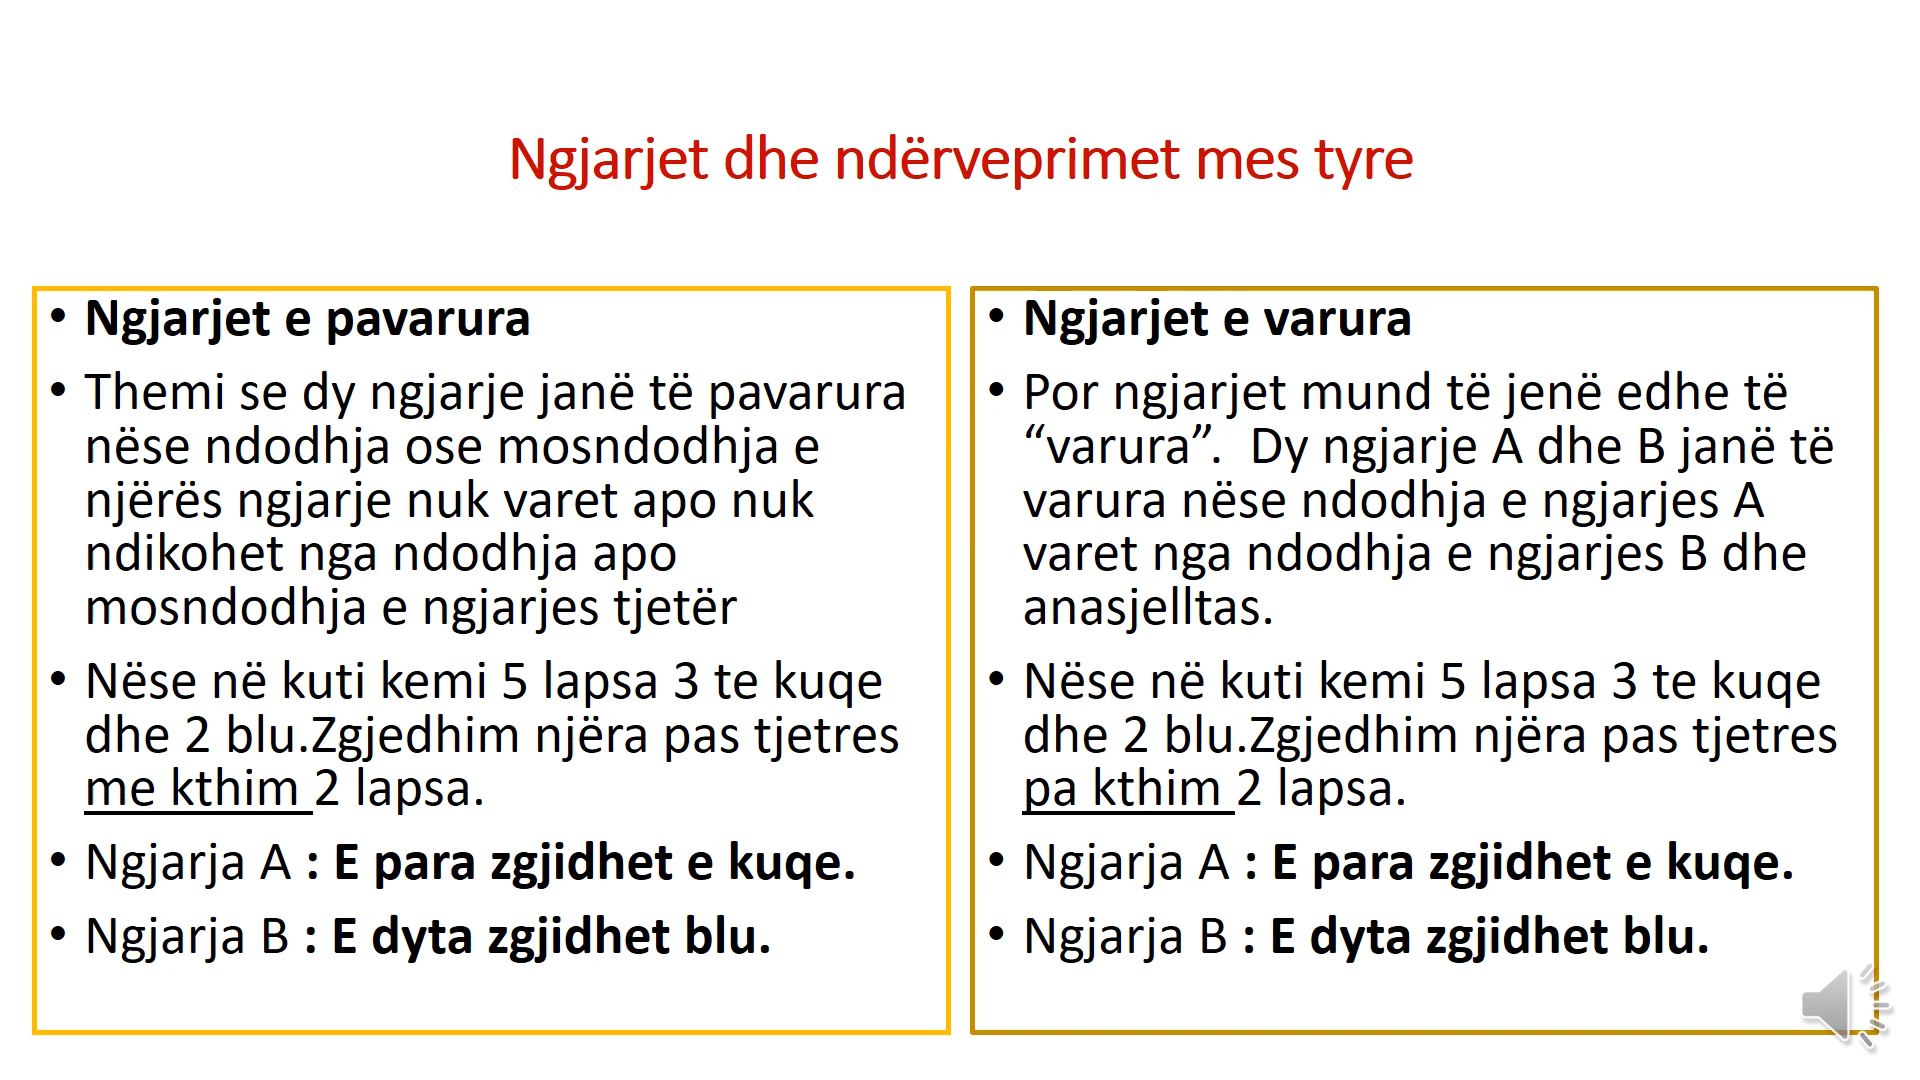 Ngjarjet dhe ndërveprimet mes tyre
• Ngjarjet e pavarura
• Themi se dy ngjarje janë të pavarura
nëse ndodhja ose mosndodhja e
njërës ngjarje nuk varet apo nuk
ndikohet nga ndodhja apo
mosndodhja e ngjarjes tjetër
• Nëse në kuti kemi 5 lapsa 3 te kuqe
dhe 2 blu.Zgjedhim njëra pas tjetres
me kthim 2 lapsa.
• Ngjarja A : E para zgjidhet e kuqe.
• Ngjarja B : E dyta zgjidhet blu.
• Ngjarjet e varura
• Por ngjarjet mund të jenë edhe të
“varura”.  Dy ngjarje A dhe B janë të
varura nëse ndodhja e ngjarjes A
varet nga ndodhja e ngjarjes B dhe
anasjelltas.
• Nëse në kuti kemi 5 lapsa 3 te kuqe
dhe 2 blu.Zgjedhim njëra pas tjetres
pa kthim 2 lapsa.
• Ngjarja A : E para zgjidhet e kuqe.
• Ngjarja B : E dyta zgjidhet blu.